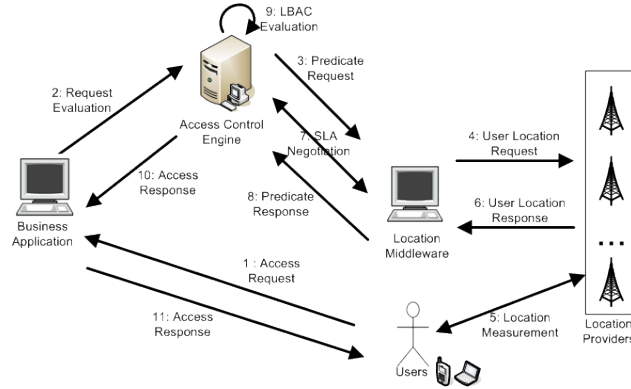 9: LBAC
Evaluation
3: Predicate
Request
2: Request
Evaluation
Access Control
Engine
7: SLA
Negotiation
4: User Location
Request
10: Access
Response
8: Predicate
Response
6: User Location
Response
Business
Application
Location
Middleware
...
1 : Access
Request
11: Access
Response
5: Location
Measurement
Location
Providers
Users